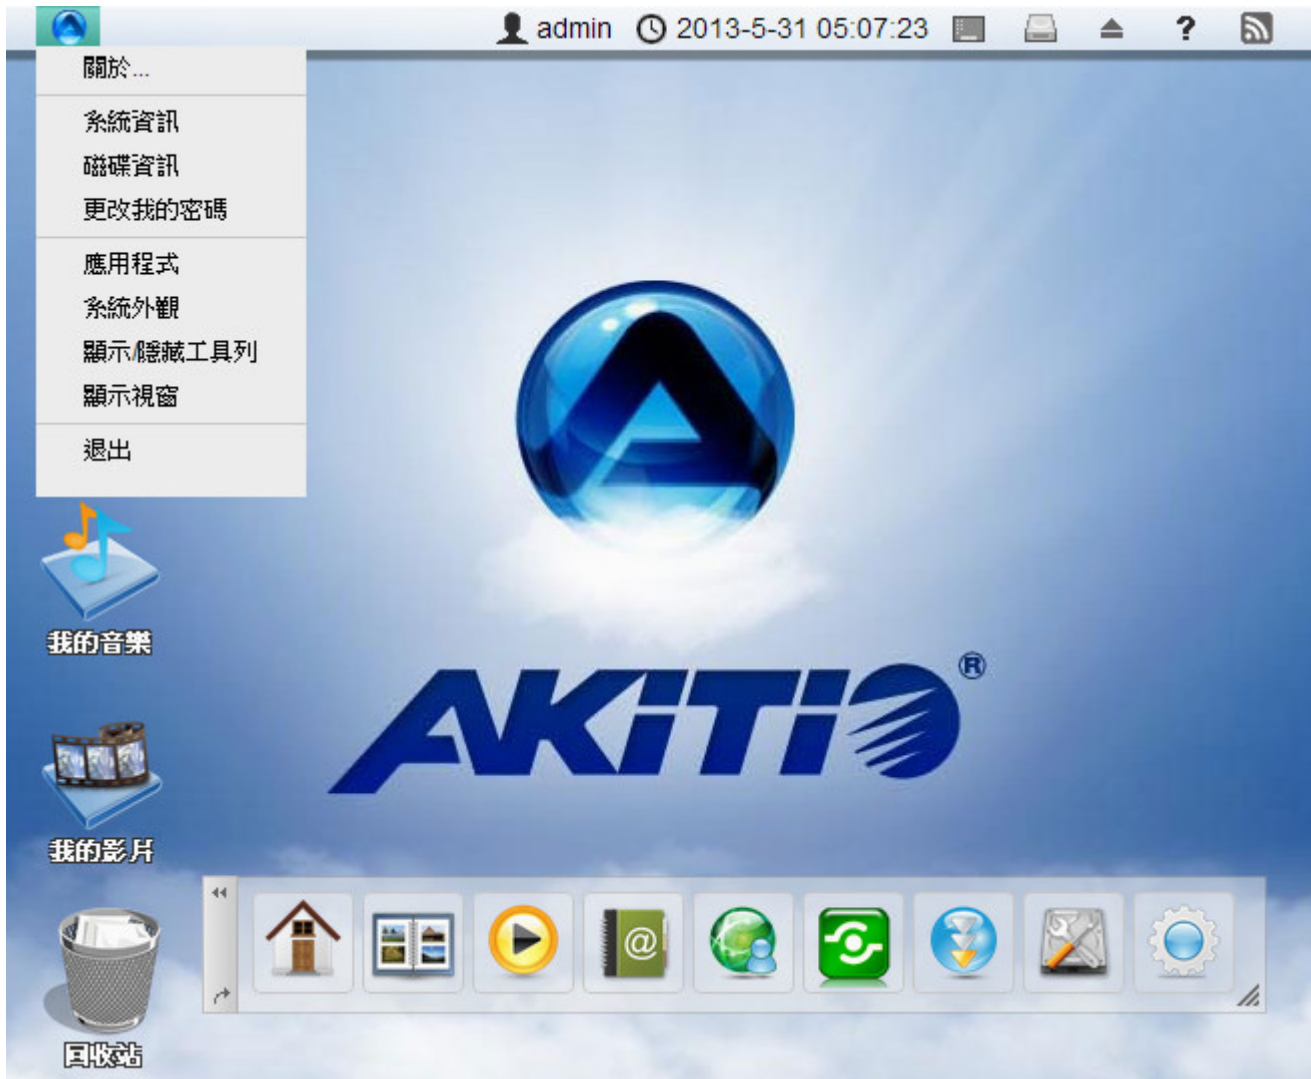 admin 2013-5-31 05:07:23 ?
關於...
系統資訊
磁碟資訊
更改我的密碼
應用程式
系統外觀
顯示/隱藏工具列
顯示視窗
退出
我的音樂
AKiTiO®
我的影片
@
回收站